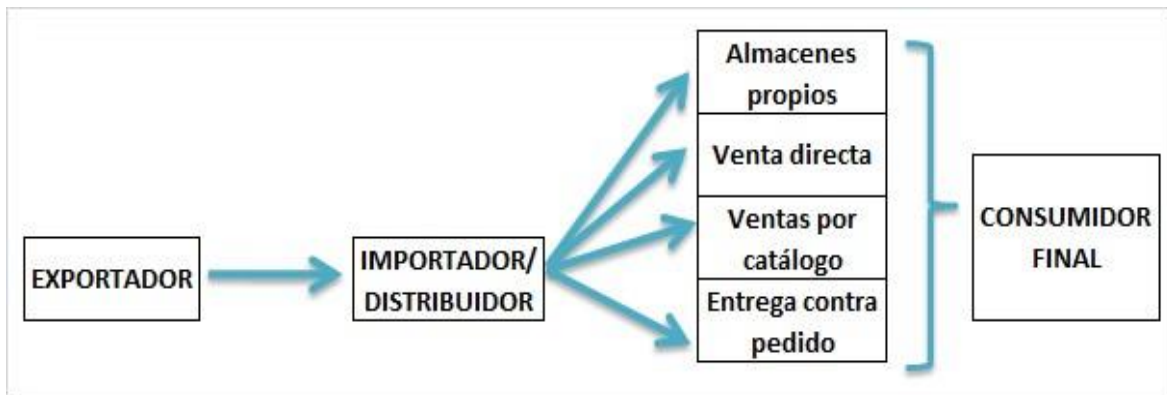 EXPORTADOR
IMPORTADOR/
DISTRIBUIDOR
Almacenes
propios
Venta directa
Ventas por
catálogo
Entrega contra
pedido
CONSUMIDOR
FINAL